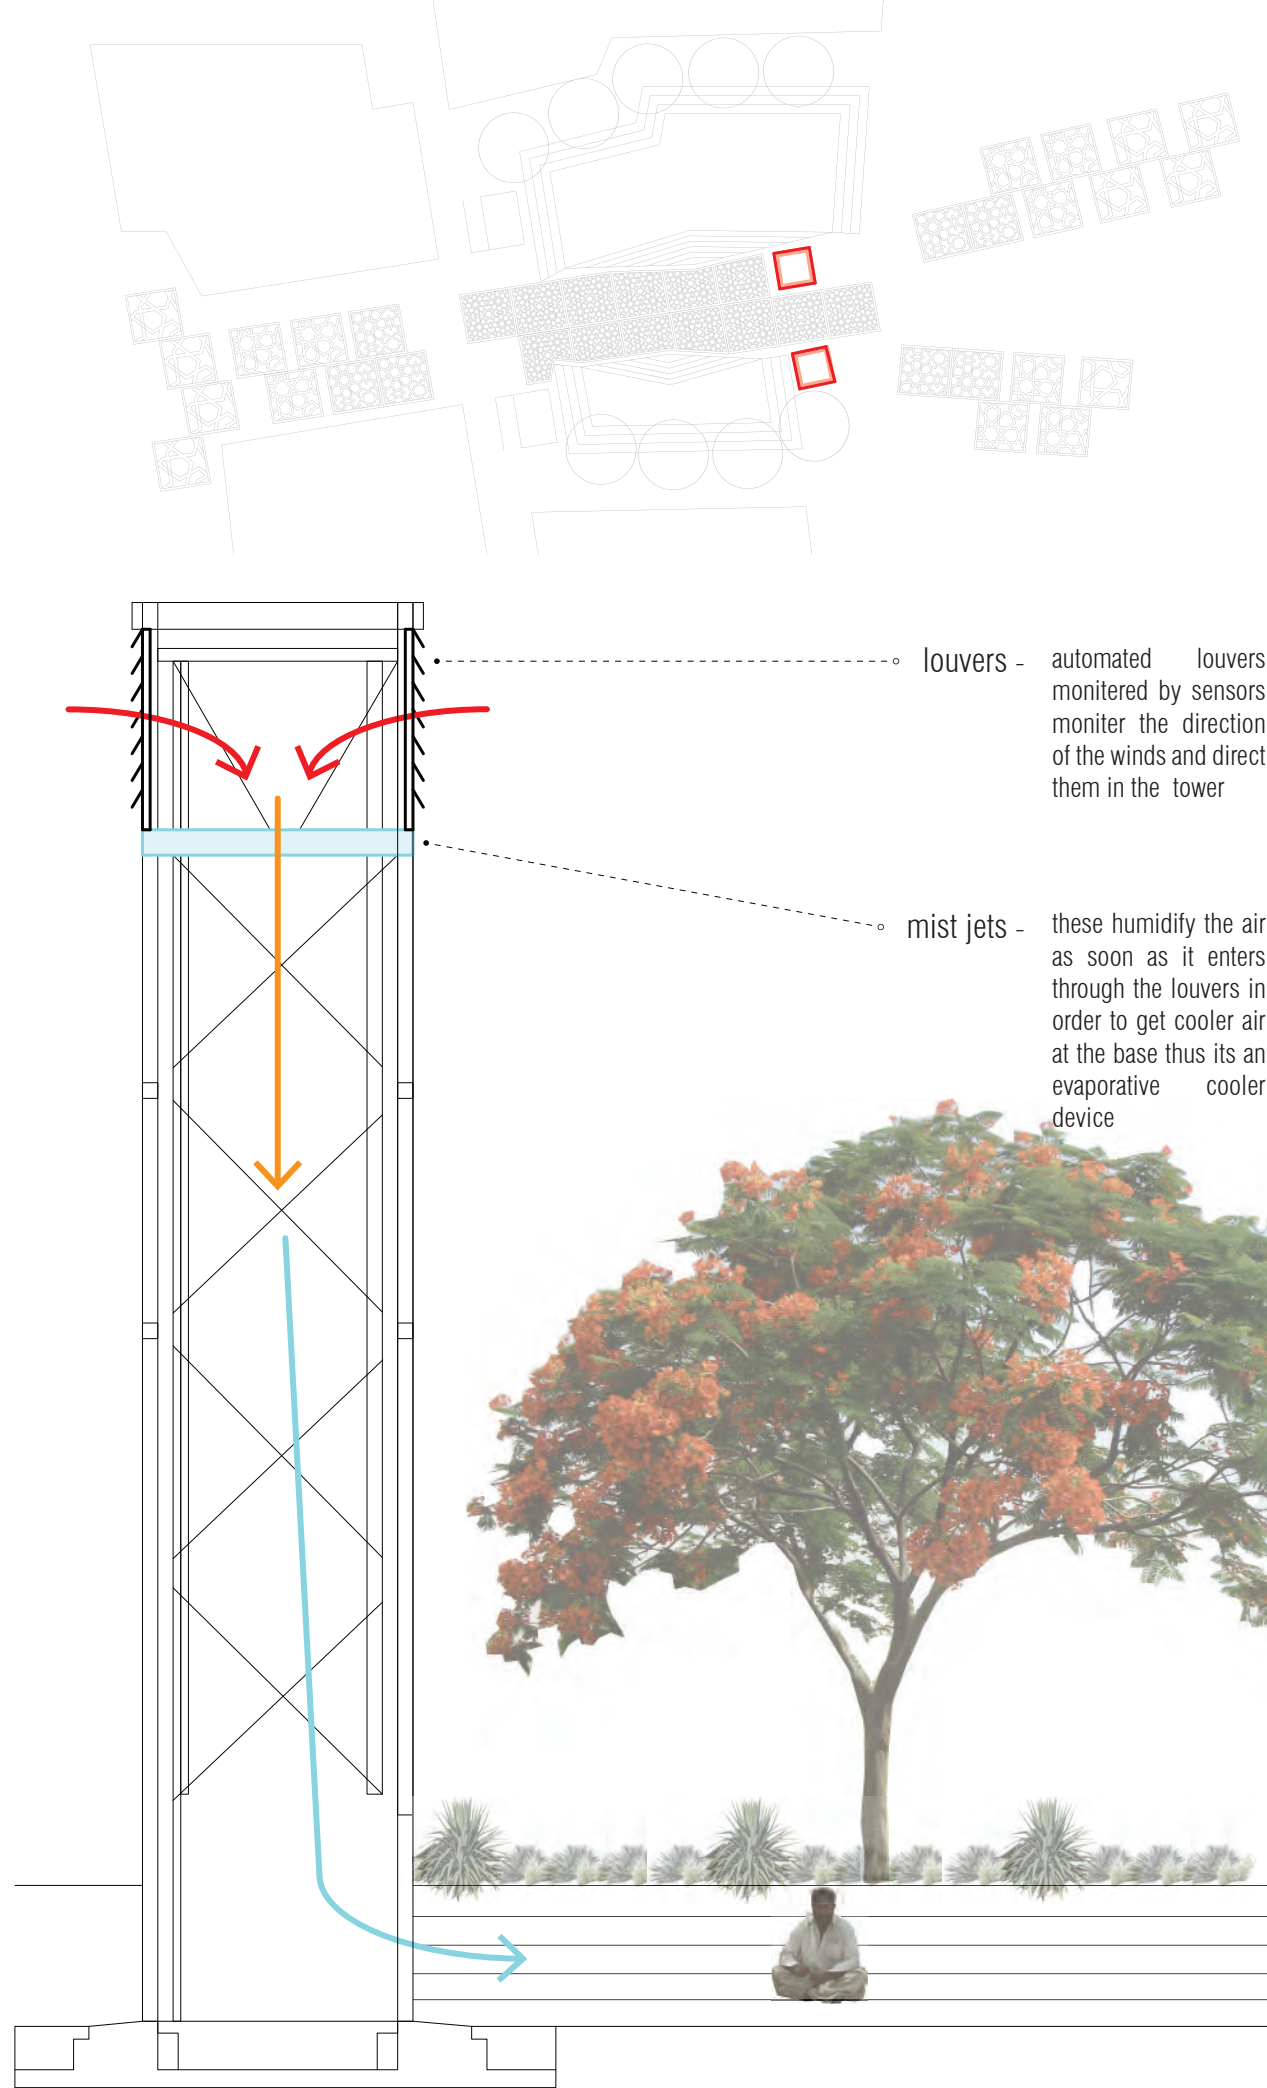 louvers - automated louvers
monitered by sensors
moniter the direction
of the winds and direct
them in the tower
mist jets - these humidify the air
as soon as it enters
through the louvers in
order to get cooler air
at the base thus its an
evaporative cooler
device